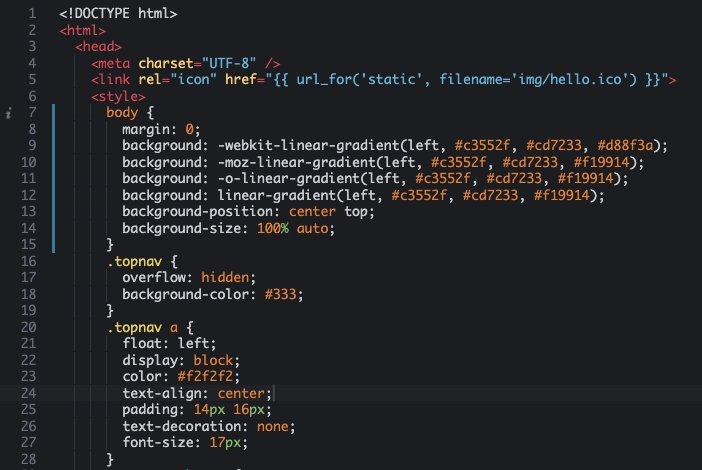 1 <!DOCTYPE html>
2 <html>
3 <head>
4 <meta charset="UTF-8" />
5 <link rel="icon" href="{{ url_for('static', filename='img/hello.ico') }}">
6 <style>
7 body {
8 margin: 0;
9 background: -webkit-linear-gradient(left, #c3552f, #cd7233, #d88f3a);
10 background: -moz-linear-gradient(left, #c3552f, #cd7233, #f19914);
11 background: -o-linear-gradient(left, #c3552f, #cd7233, #f19914);
12 background: linear-gradient(left, #c3552f, #cd7233, #f19914);
13 background-position: center top;
14 background-size: 100% auto;
15 }
16 .topnav {
17 overflow: hidden;
18 background-color: #333;
19 }
20 .topnav a {
21 float: left;
22 display: block;
23 color: #f2f2f2;
24 text-align: center;
25 padding: 14px 16px;
26 text-decoration: none;
27 font-size: 17px;
28 }